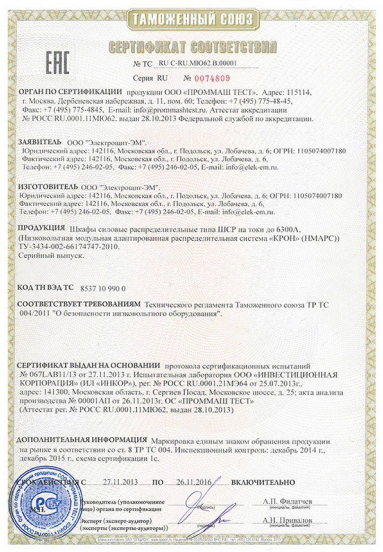 ТАМОЖЕННЫЙ СОЮЗ
СЕРТИФИКАТ СООТВЕТСТВИЯ
ЕАС
№ ТС RU C-RU.МЮ62.В.00001
Серия RU № 0074809
ОРГАН ПО СЕРТИФИКАЦИИ продукции ООО «ПРОММАШ ТЕСТ». Адрес: 115114,
г. Москва, Дербеневская набережная, д. 11, пом. 60; Телефоны +7 (495) 775-48-45,
Факс: +7 (495) 775-4845, E-mail: info@prommashtest.ru. Аттестат аккредитации
№ РОСС RU.0001.11МЮ62, выдан 28.10.2013 Федеральной службой по аккредитации.
ЗАЯВИТЕЛЬ ООО "Электрощит-ЭМ".
Юридический адрес: 142116, Московская обл., г. Подольск, ул. Лобачева, д. 6; ОГРН: 1105074007180
Фактический адрес: 142116, Московская обл., г. Подольск, ул. Лобачева, д. 6,
Телефон: +7 (495) 246-02-05, Факс: +7 (495) 246-02-05, E-mail: info@elek-em.ru
ИЗГОТОВИТЕЛЬ ООО "Электрощит-ЭМ".
Юридический адрес: 142116, Московская обл., г. Подольск, ул. Лобачева, д. 6; ОГРН: 1105074007180
Фактический адрес: 142116, Московская обл., г. Подольск, ул. Лобачева, д. 6,
Телефон: +7 (495) 246-02-05, Факс: +7 (495) 246-02-05, E-mail: info@elek-em.ru
ПРОДУКЦИЯ Шкафы силовые распределительные типа ШСР на токи до 6300А,
(Низковольтная модульная адаптированная распределительная система «КРОН» (НМАРС))
ТУ-3434-002-66174747-2010.
Серийный выпуск.
КОД ТН ВЭД ТС 8537 10 990 0
СООТВЕТСТВУЕТ ТРЕБОВАНИЯМ Технического регламента Таможенного союза ТР ТС
004/2011 "О безопасности низковольтного оборудования".
СЕРТИФИКАТ ВЫДАН НА ОСНОВАНИИ протокола сертификационных испытаний
№ 067LAB11/13 от 27.11.2013 г. Испытательная лаборатория ООО «ИНВЕСТИЦИОННАЯ
КОРПОРАЦИЯ» (ИЛ «ИНКОР»), рег. № РОСС RU.0001.21МЭ64 от 25.07.2013г.,
адрес: 141300, Московская область, г. Сергиев Посад, Московское шоссе, д. 25; акта анализа
производства № 00001АП от 26.11.2013г. ОС «ПРОММАШ ТЕСТ»
(Аттестат рег. № РОСС RU.0001.11МЮ62, выдан 28.10.2013)
ДОПОЛНИТЕЛЬНАЯ ИНФОРМАЦИЯ Маркировка единым знаком обращения продукции
на рынке в соответствии со ст. 8 ТР ТС 004. Инспекционный контроль: декабрь 2014 г.,
декабрь 2015 г., схема сертификации 1с.
СРОК ДЕЙСТВИЯ С 27.11.2013 ПО 26.11.2016 ВКЛЮЧИТЕЛЬНО
Руководитель (уполномоченное
лицо) органа по сертификации
А.П. Филатчев
Эксперт (эксперт-аудитор)
(эксперты (эксперты-аудиторы))
А.Н. Привалов
М.П.